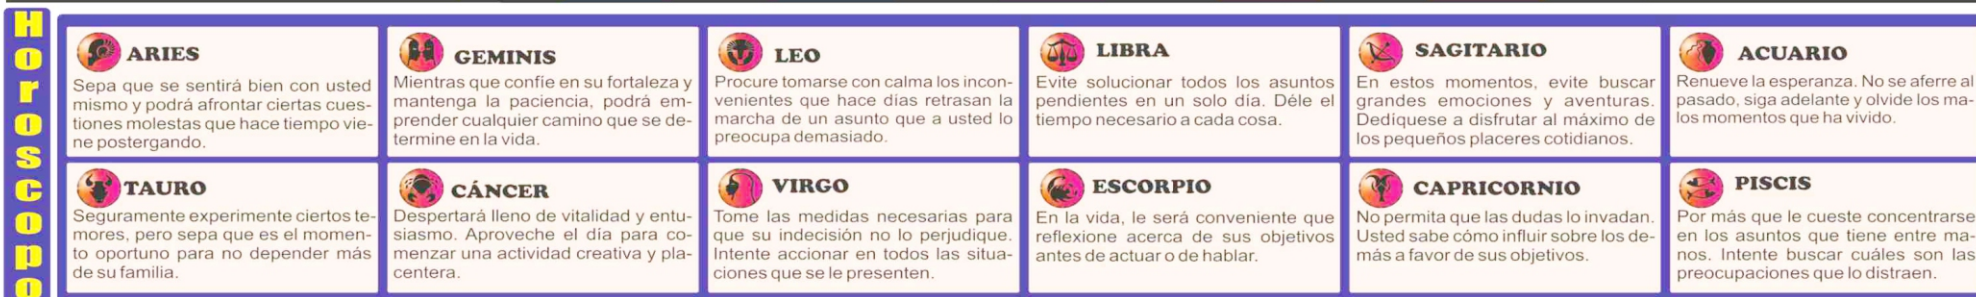 Horóscopo
ARIES
Sepa que se sentirá bien con usted
mismo y podrá afrontar ciertas cues-
tiones molestas que hace tiempo vie-
ne postergando.
TAURO
Seguramente experimente ciertos te-
mores, pero sepa que es el momen-
to oportuno para no depender más
de su familia.
GEMINIS
Mientras que confíe en su fortaleza y
mantenga la paciencia, podrá em-
prender cualquier camino que se de-
termine en la vida.
CÁNCER
Despertará lleno de vitalidad y entu-
siasmo. Aproveche el día para co-
menzar una actividad creativa y pla-
centera.
LEO
Procure tomarse con calma los incon-
venientes que hace días retrasan la
marcha de un asunto que a usted lo
preocupa demasiado.
VIRGO
Tome las medidas necesarias para
que su indecisión no lo perjudique.
Intente accionar en todos las situa-
ciones que se le presenten.
LIBRA
Evite solucionar todos los asuntos
pendientes en un solo día. Déle el
tiempo necesario a cada cosa.
ESCORPIO
En la vida, le será conveniente que
reflexione acerca de sus objetivos
antes de actuar o de hablar.
SAGITARIO
En estos momentos, evite buscar
grandes emociones y aventuras.
Dedíquese a disfrutar al máximo de
los pequeños placeres cotidianos.
CAPRICORNIO
No permita que las dudas lo invadan.
Usted sabe cómo influir sobre los de-
más a favor de sus objetivos.
ACUARIO
Renueve la esperanza. No se aferre al
pasado, siga adelante y olvide los ma-
los momentos que ha vivido.
PISCIS
Por más que le cueste concentrarse
en los asuntos que tiene entre ma-
nos. Intente buscar cuáles son las
preocupaciones que lo distraen.